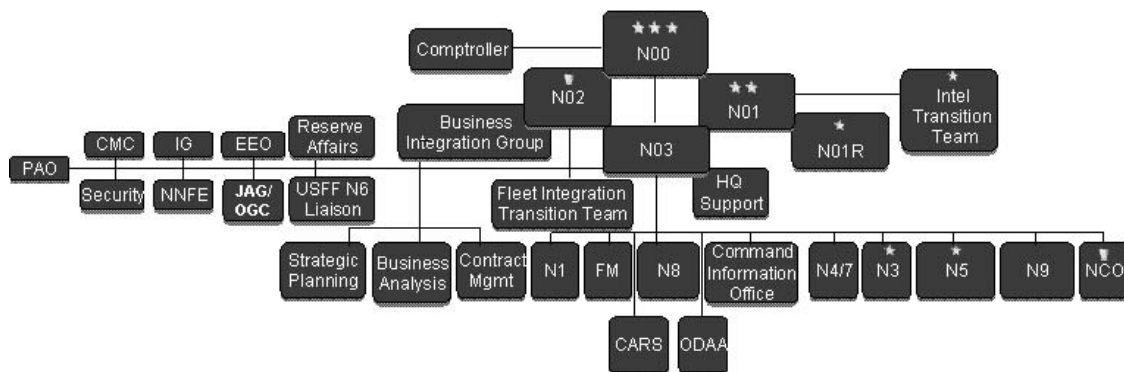 Comptroller
N00
N02
N01
Intel
Transition
Team
N01R
Business
Integration Group
N03
Reserve
Affairs
CMC
IG
EEO
PAO
Security
NNFE
JAG/
OGC
USFF N6
Liaison
Fleet Integration
Transition Team
HQ
Support
Strategic
Planning
Business
Analysis
Contract
Mgmt
N1
FM
N8
Command
Information
Office
N4/7
N3
N5
N9
NCO
CARS
ODAA